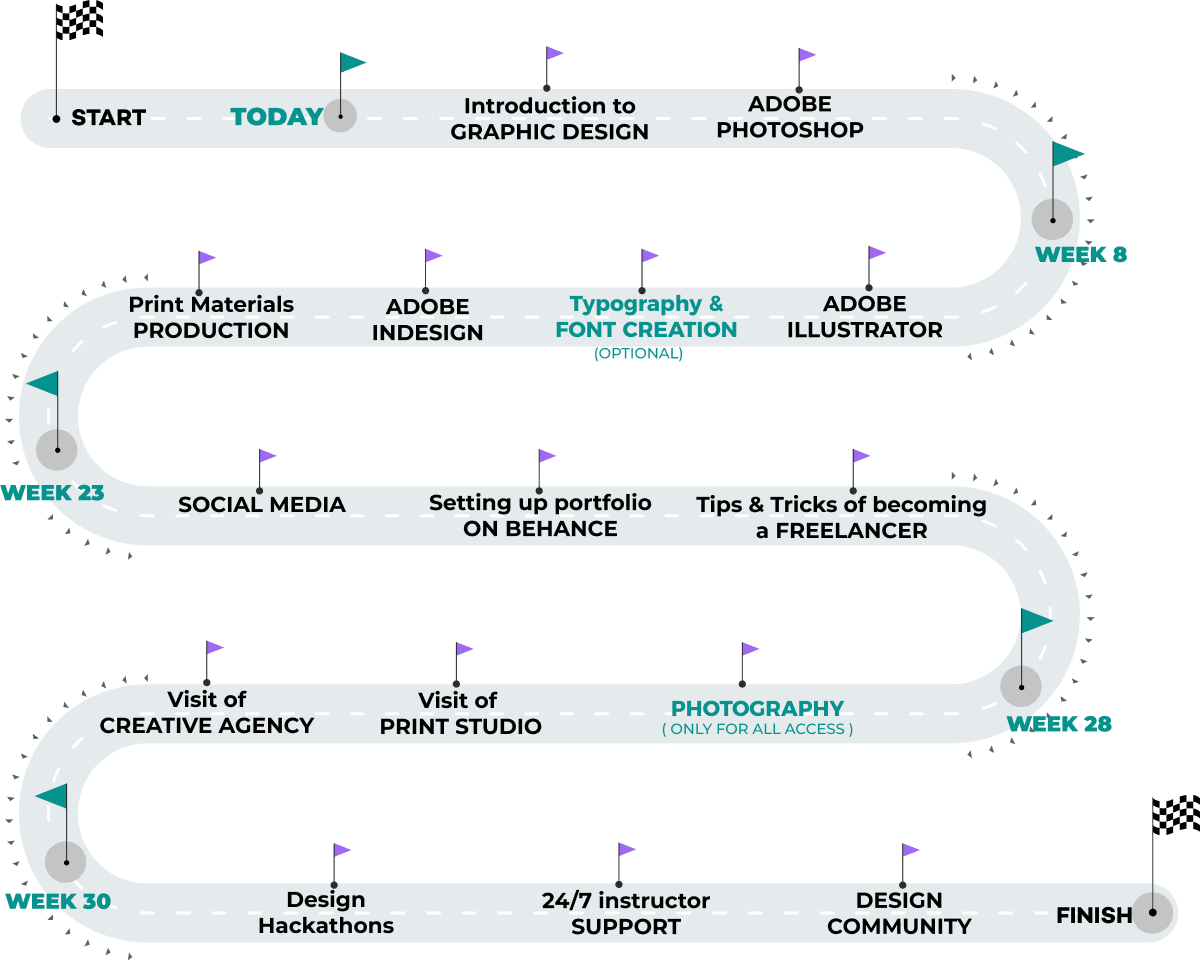 START
TODAY
Introduction to
GRAPHIC DESIGN
ADOBE
PHOTOSHOP
WEEK 8
ADOBE
ILLUSTRATOR
Typography &
FONT CREATION
(OPTIONAL)
ADOBE
INDESIGN
Print Materials
PRODUCTION
WEEK 23
SOCIAL MEDIA
Setting up portfolio
ON BEHANCE
Tips & Tricks of becoming
a FREELANCER
WEEK 28
PHOTOGRAPHY
( ONLY FOR ALL ACCESS )
Visit of
PRINT STUDIO
Visit of
CREATIVE AGENCY
WEEK 30
Design
Hackathons
24/7 instructor
SUPPORT
DESIGN
COMMUNITY
FINISH